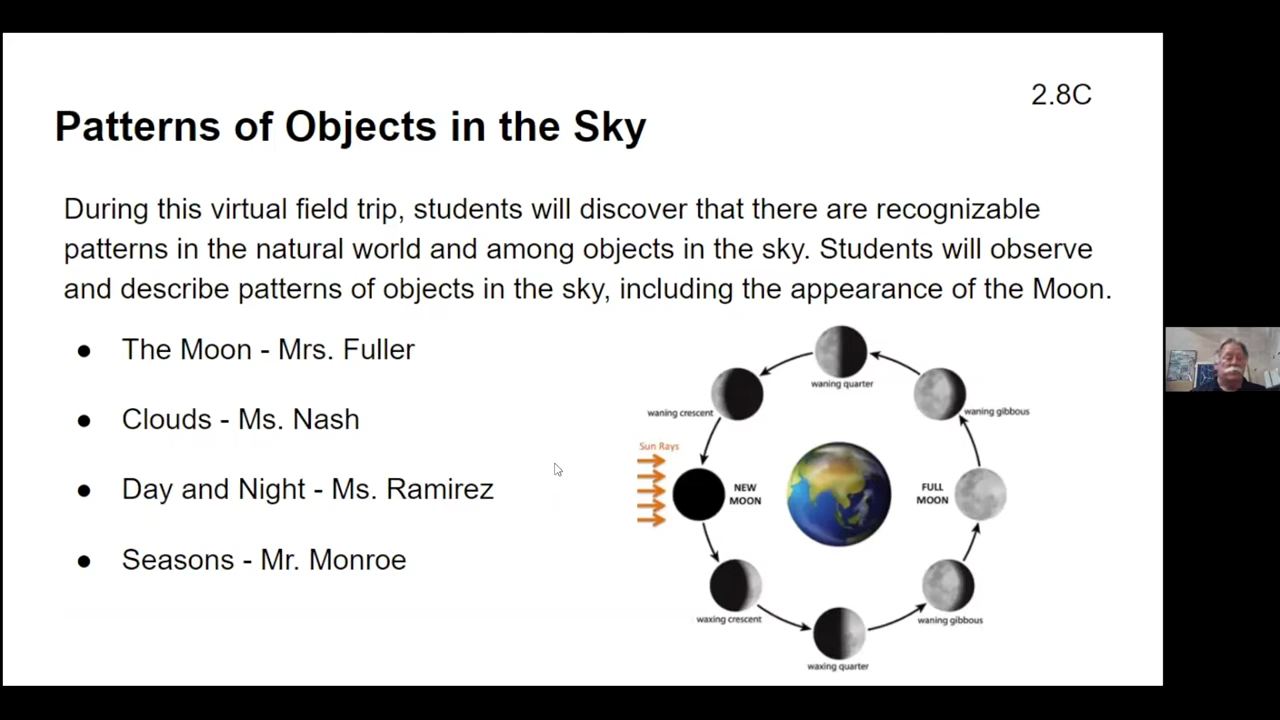 2.8C
Patterns of Objects in the Sky
During this virtual field trip, students will discover that there are recognizable
patterns in the natural world and among objects in the sky. Students will observe
and describe patterns of objects in the sky, including the appearance of the Moon.
● The Moon - Mrs. Fuller
● Clouds - Ms. Nash
● Day and Night - Ms. Ramirez
● Seasons - Mr. Monroe
waning quarter
waning crescent
waning gibbous
Sun Rays
NEW
MOON
FULL
MOON
waxing crescent
waning gibbous
waxing quarter